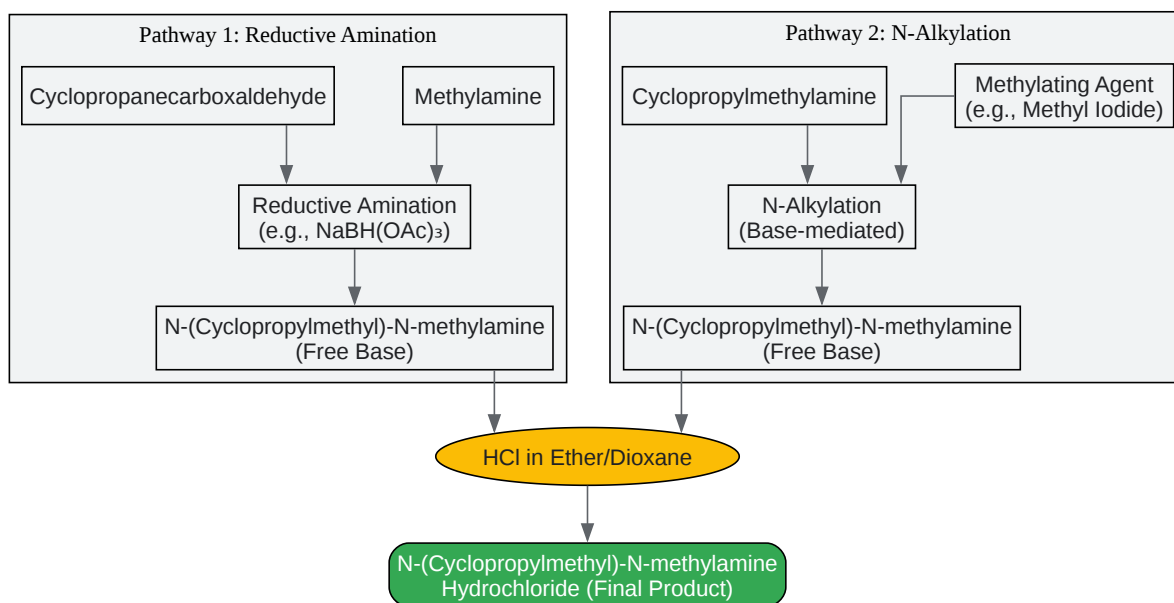 Pathway 1: Reductive Amination
Cyclopropanecarboxaldehyde
Methylamine
Reductive Amination
(e.g., NaBH(OAc)₃)
N-(Cyclopropylmethyl)-N-methylamine
(Free Base)
Pathway 2: N-Alkylation
Cyclopropylmethylamine
Methylating Agent
(e.g., Methyl Iodide)
N-Alkylation
(Base-mediated)
N-(Cyclopropylmethyl)-N-methylamine
(Free Base)
HCl in Ether/Dioxane
N-(Cyclopropylmethyl)-N-methylamine
Hydrochloride (Final Product)